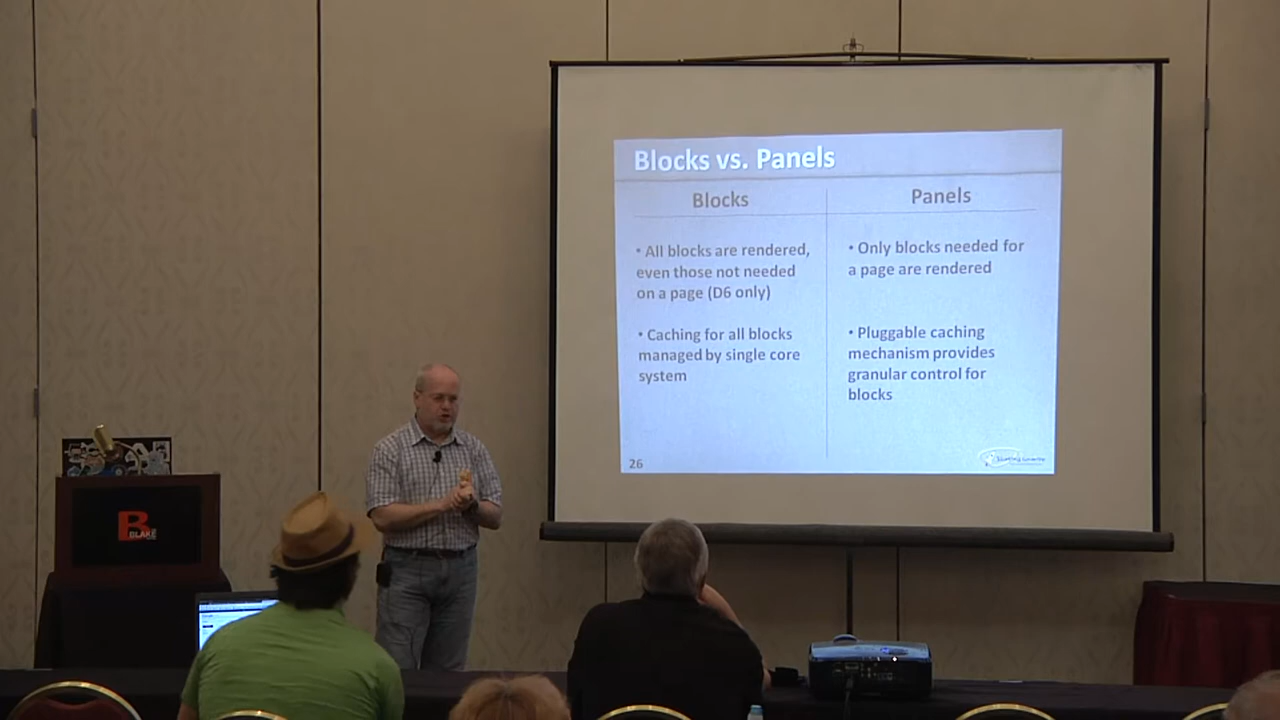 Blocks vs. Panels
Blocks
Panels
• All blocks are rendered,
even those not needed
on a page (D6 only)
• Caching for all blocks
managed by single core
system
• Only blocks needed for
a page are rendered
• Pluggable caching
mechanism provides
granular control for
blocks
26
B
BLAKE